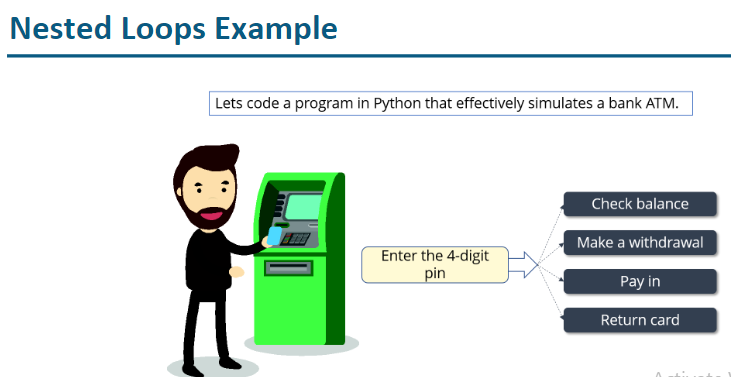 Nested Loops Example
Lets code a program in Python that effectively simulates a bank ATM.
Enter the 4-digit
pin
Check balance
Make a withdrawal
Pay in
Return card